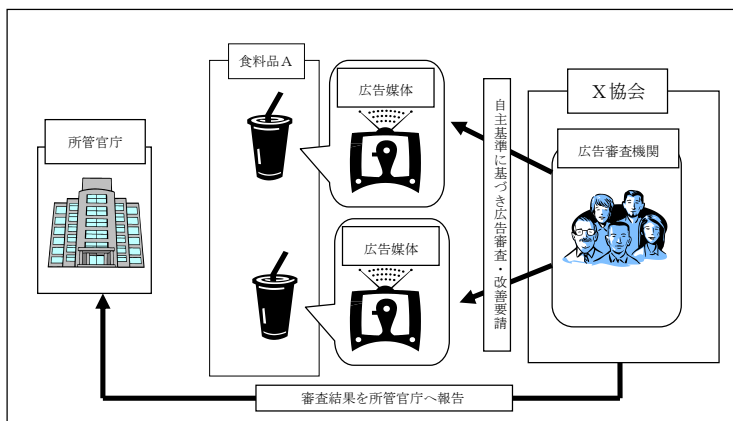 食料品A
広告媒体
X協会
所管官庁
広告審査機関
自主基準に基づき広告審査・改善要請
広告媒体
審査結果を所管官庁へ報告